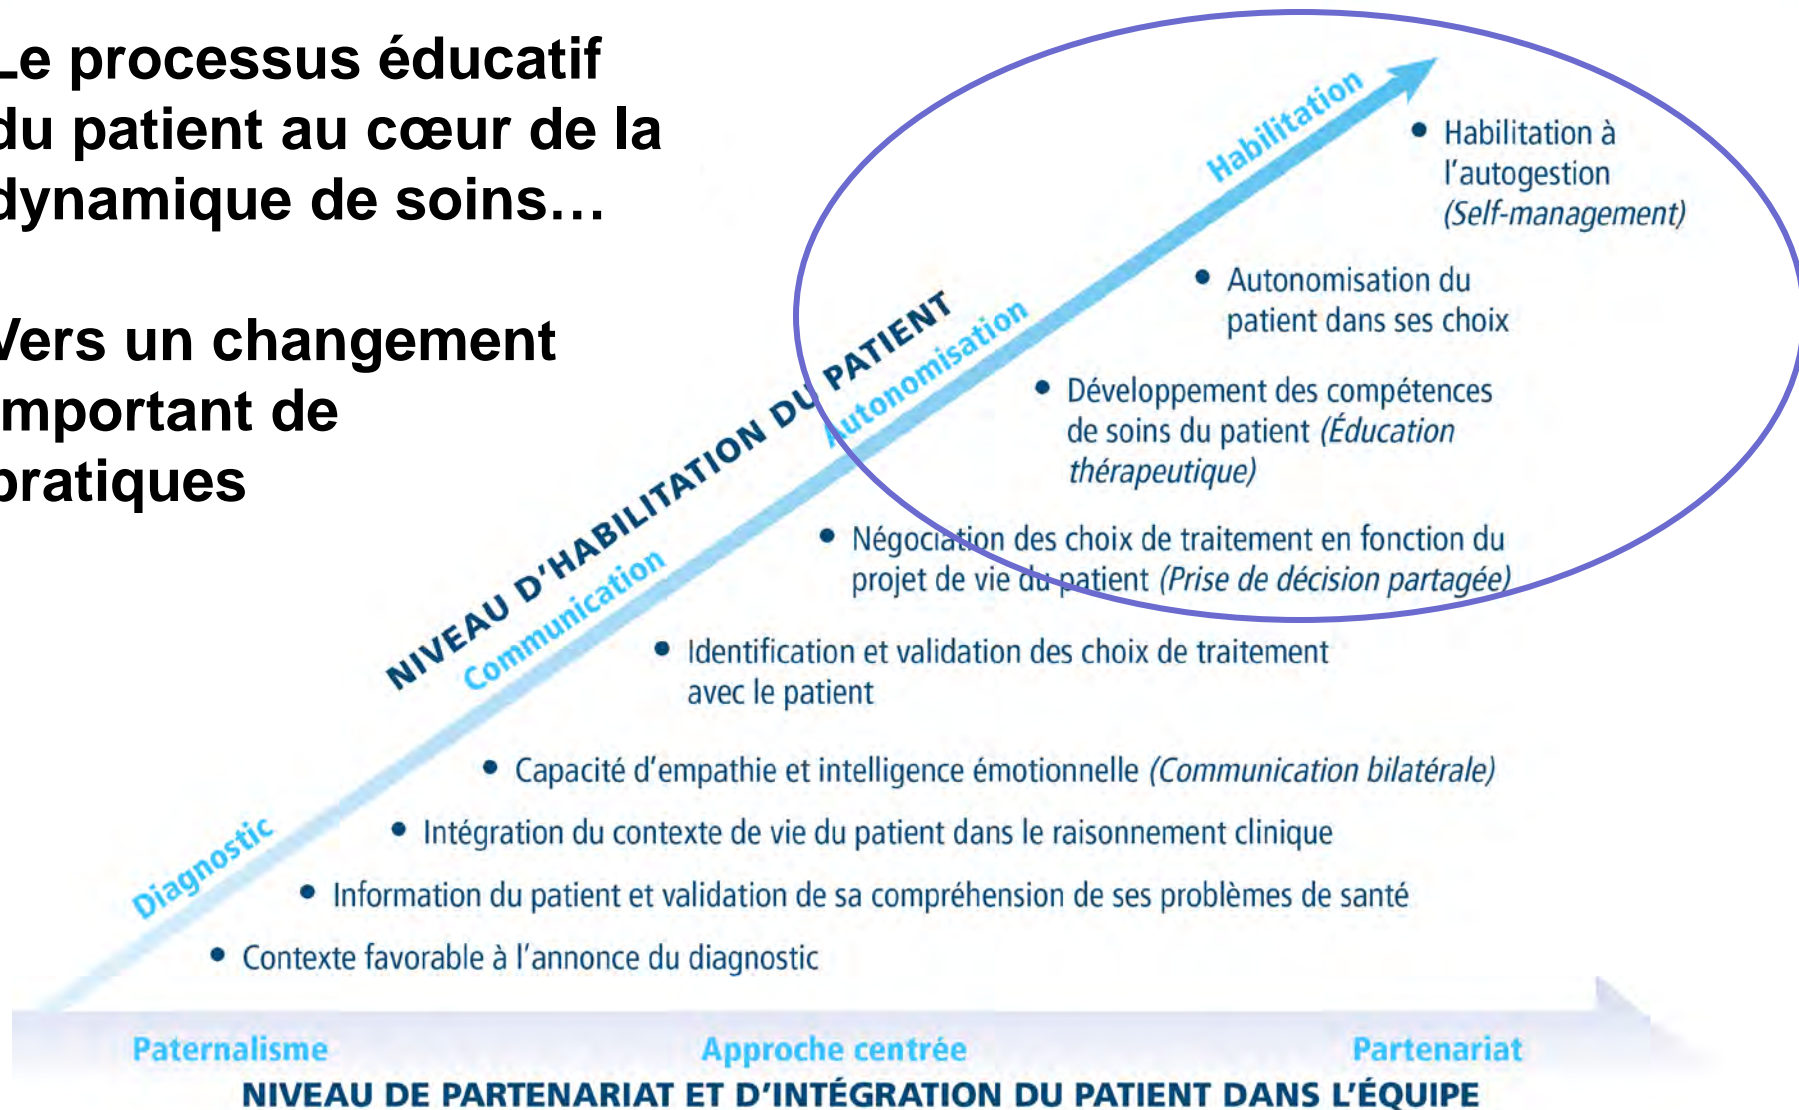 Le processus éducatif
du patient au cœur de la
dynamique de soins…
Vers un changement
important de
pratiques
NIVEAU D'HABILITATION DU PATIENT
Habilitation
Autonomisation
Communication
Diagnostic
• Habilitation à
l'autogestion
(Self-management)
• Autonomisation du
patient dans ses choix
• Développement des compétences
de soins du patient (Éducation
thérapeutique)
• Négociation des choix de traitement en fonction du
projet de vie du patient (Prise de décision partagée)
• Identification et validation des choix de traitement
avec le patient
• Capacité d'empathie et intelligence émotionnelle (Communication bilatérale)
• Intégration du contexte de vie du patient dans le raisonnement clinique
• Information du patient et validation de sa compréhension de ses problèmes de santé
• Contexte favorable à l'annonce du diagnostic
Paternalisme Approche centrée Partenariat
NIVEAU DE PARTENARIAT ET D'INTÉGRATION DU PATIENT DANS L'ÉQUIPE